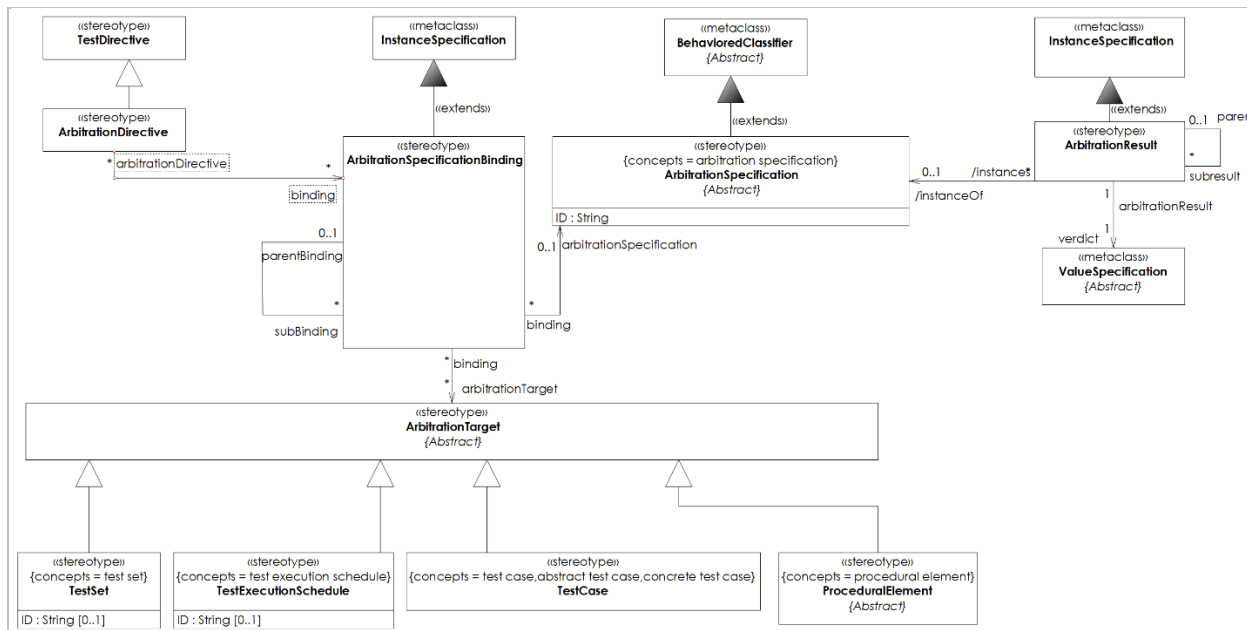 «stereotype»
TestDirective
«metaclass»
InstanceSpecification
«metaclass»
BehavioredClassifier
{Abstract}
«metaclass»
InstanceSpecification
«stereotype»
ArbitrationDirective
«extends»
«extends»
«extends»
0..1
parent
* arbitrationDirective
*
binding
«stereotype»
ArbitrationSpecificationBinding
«stereotype»
{concepts = arbitration specification}
ArbitrationSpecification
{Abstract}
ID : String
«stereotype»
ArbitrationResult
*
subresult
0..1
/instances
*
/instanceOf
1
arbitrationResult
1
verdict
«metaclass»
ValueSpecification
{Abstract}
0..1
parentBinding
*
subBinding
0..1
arbitrationSpecification
*
binding
* binding
*
arbitrationTarget
«stereotype»
ArbitrationTarget
{Abstract}
«stereotype»
{concepts = test set}
TestSet
ID : String [0..1]
«stereotype»
{concepts = test execution schedule}
TestExecutionSchedule
ID : String [0..1]
«stereotype»
{concepts = test case,abstract test case,concrete test case}
TestCase
«stereotype»
{concepts = procedural element}
ProceduralElement
{Abstract}